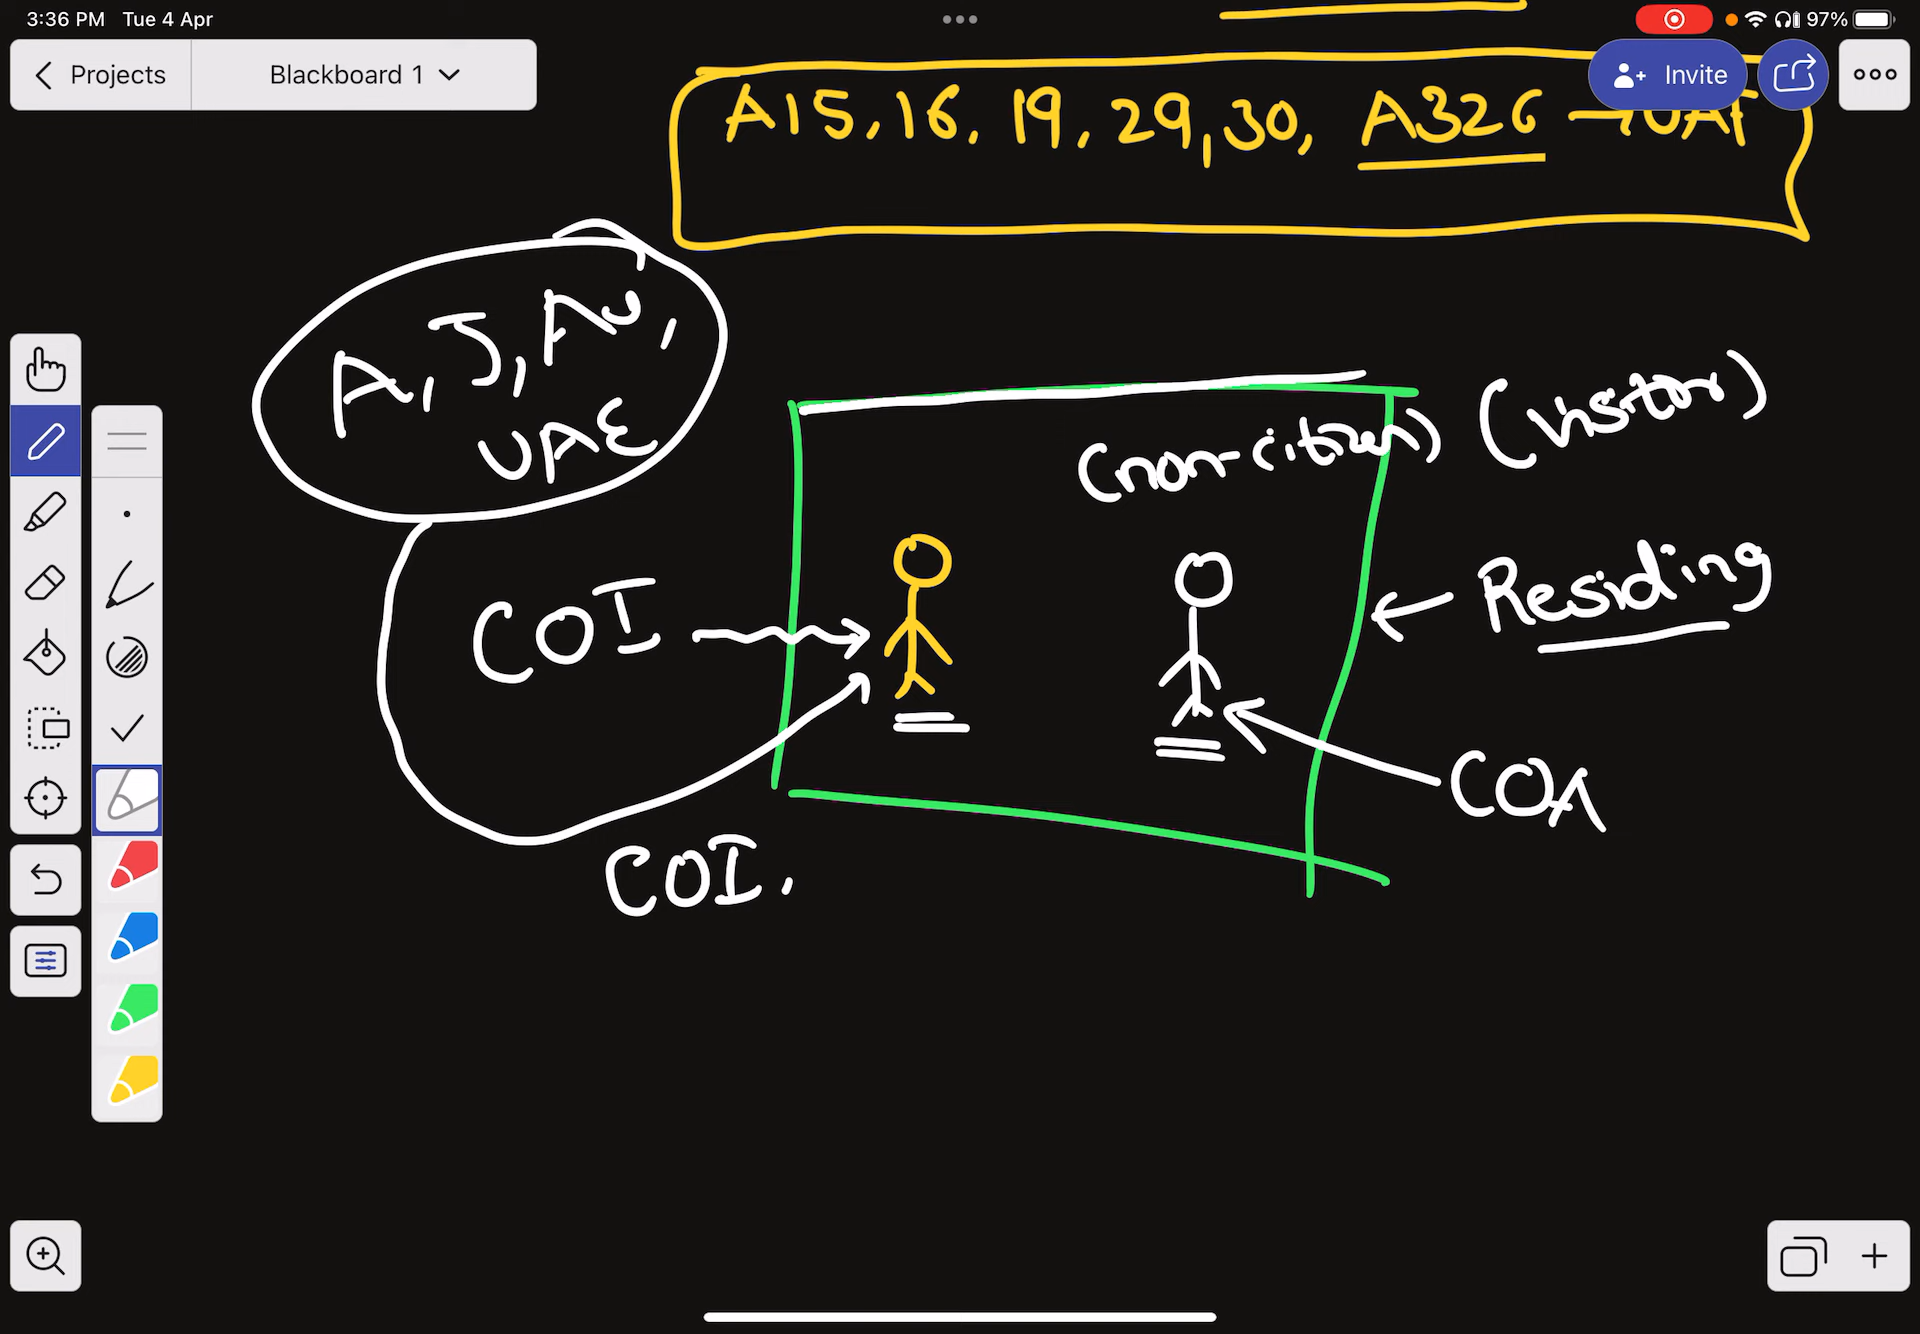 3:36 PM Tue 4 Apr
97%
Projects
Blackboard 1
Invite
A15, 16, 19, 29, 30, A326 → UAF
A, J, Au,
UAE
(non-citizen) (Visitor)
COI
Residing
COA
COI.